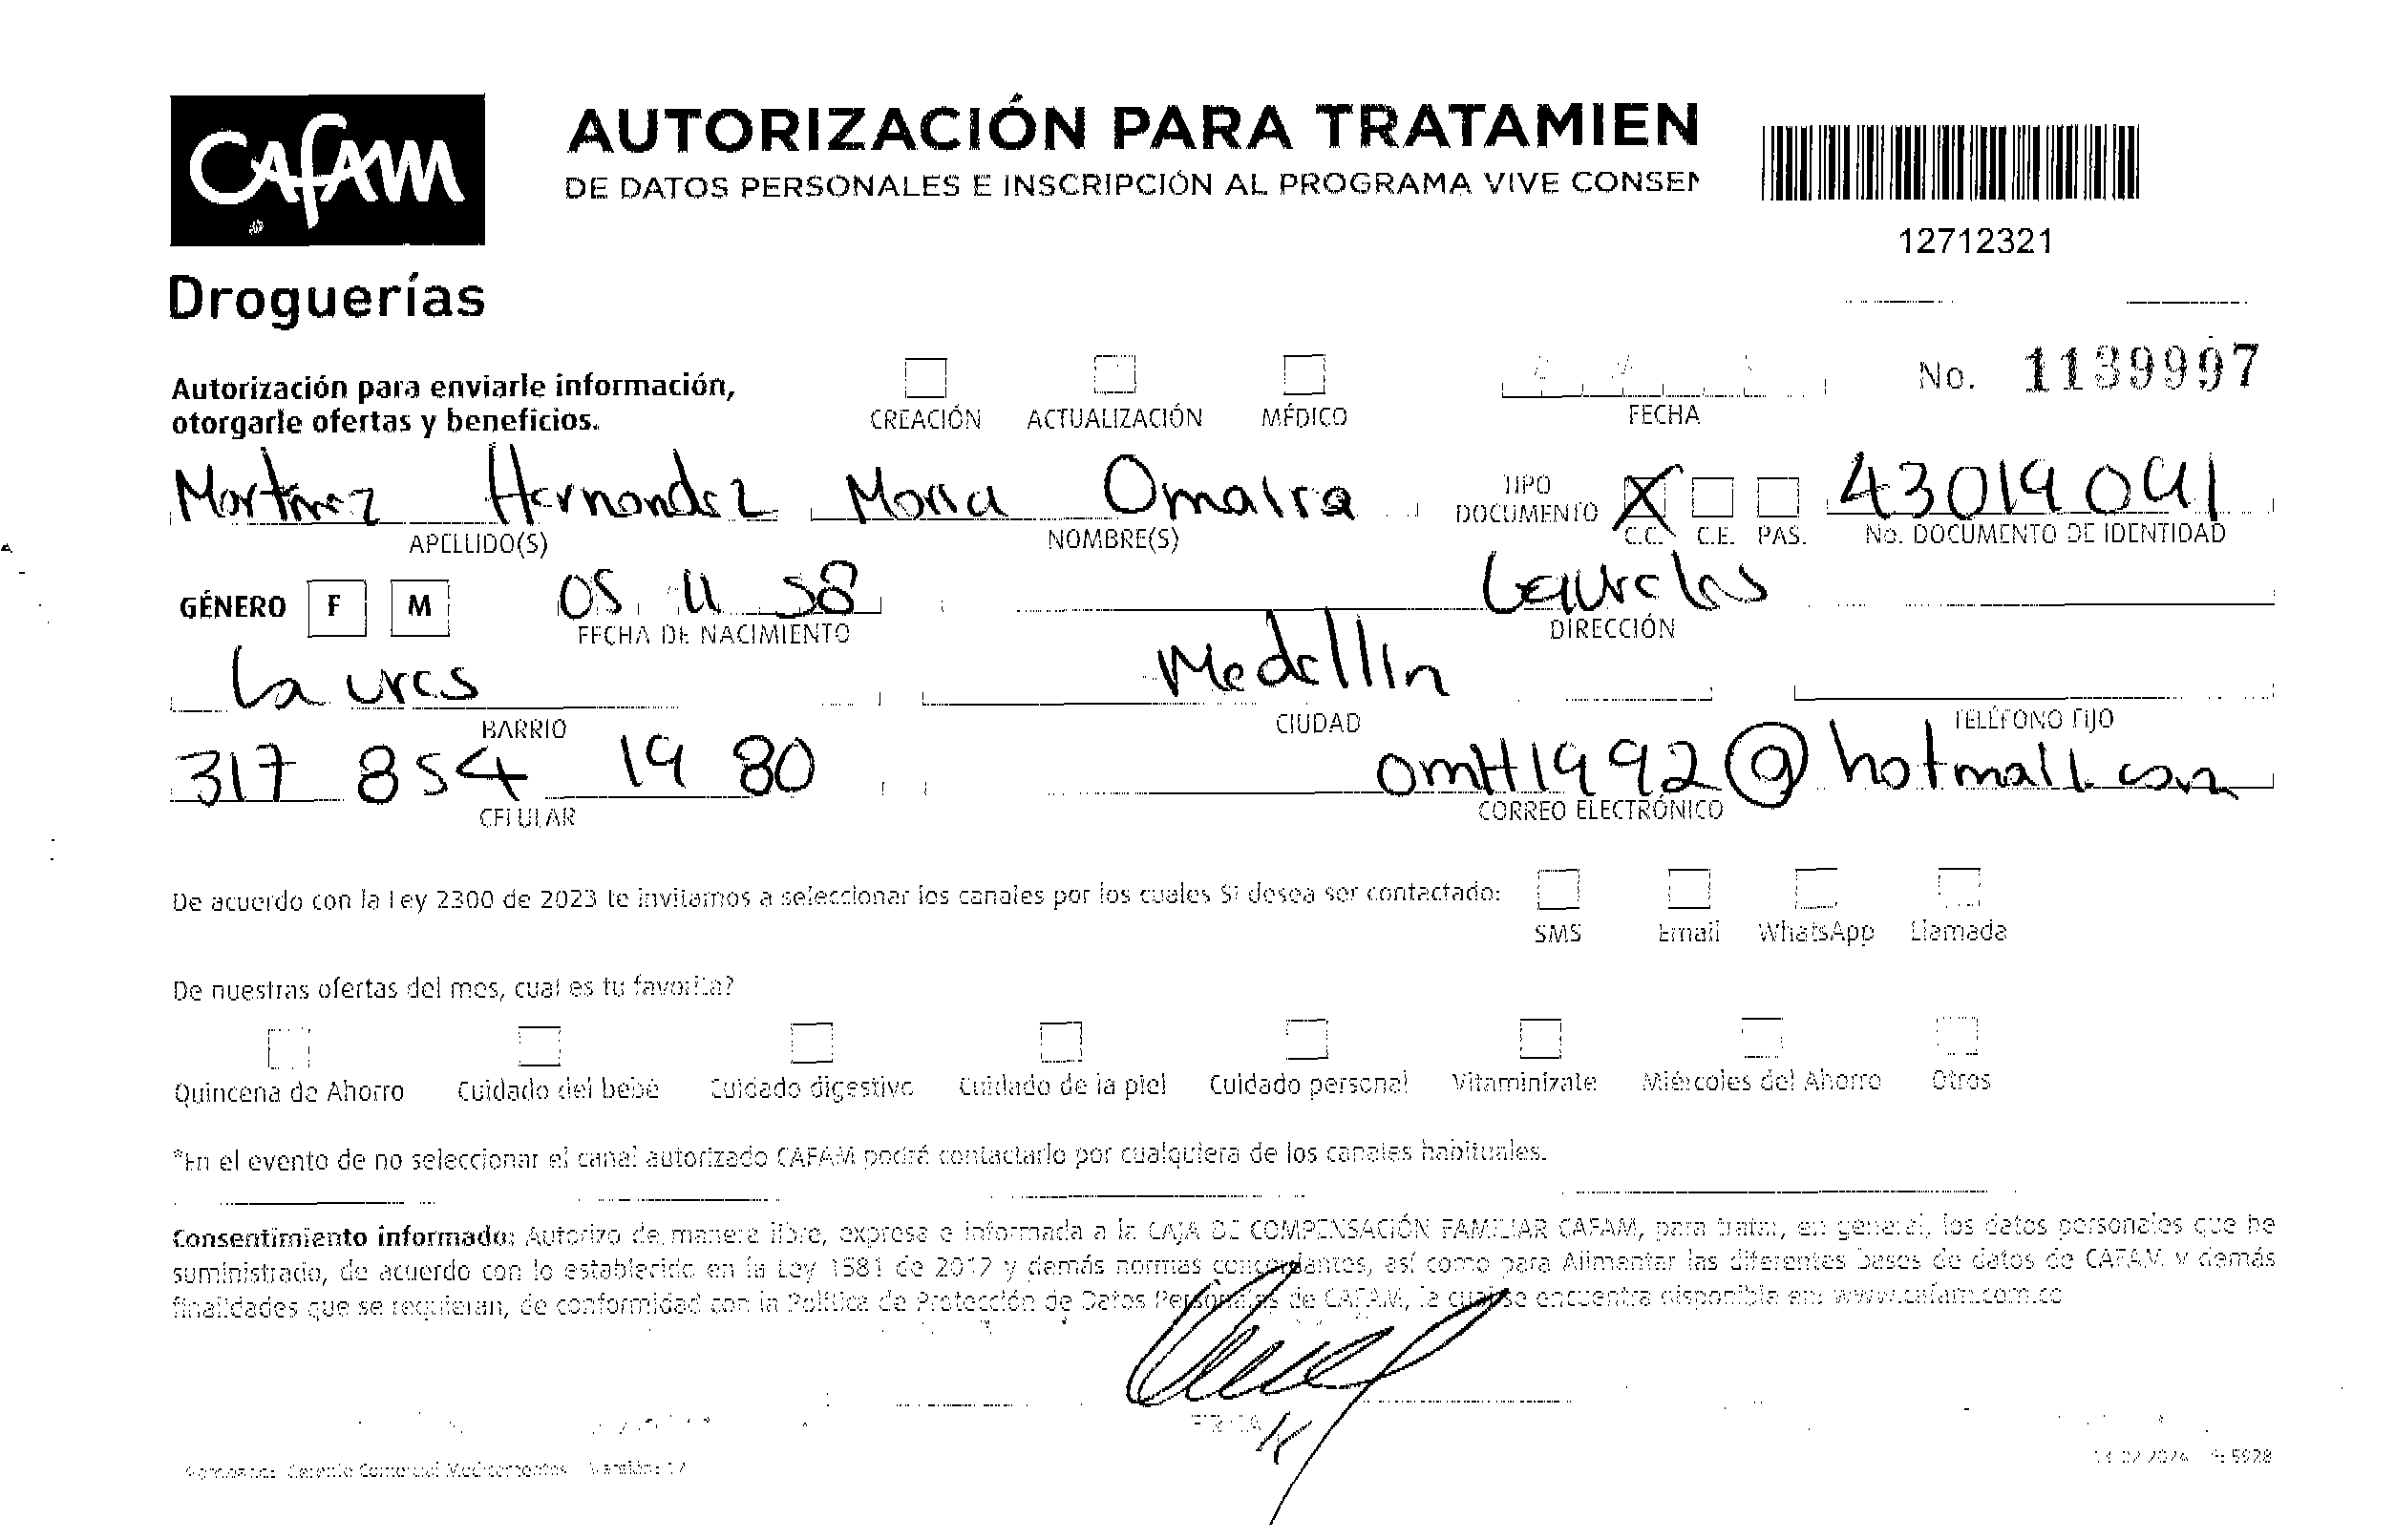 CAFAM
Droguerías
AUTORIZACIÓN PARA TRATAMIEN
DE DATOS PERSONALES E INSCRIPCIÓN AL PROGRAMA VIVE CONSEN
12712321
Autorización para enviarle información,
otorgarle ofertas y beneficios.
CREACIÓN ACTUALIZACIÓN MÉDICO FECHA No. 1139997
Martinez Hernandez Maria Omaira TIPO DOCUMENTO X 43019041
APELLIDO(S) NOMBRE(S) C.C. C.E. PAS. No. DOCUMENTO DE IDENTIDAD
GÉNERO F M 05 11 58 Laureles
FECHA DE NACIMIENTO DIRECCIÓN
Laures Medellin
BARRIO CIUDAD TELÉFONO FIJO
317 854 19 80 omH1992@hotmail.com
CELULAR CORREO ELECTRÓNICO
De acuerdo con la Ley 2300 de 2023 te invitamos a seleccionar los canales por los cuales SI desea ser contactado:
SMS Email WhatsApp Llamada
De nuestras ofertas del mes, cual es tu favorita?
Quincena de Ahorro Cuidado del bebé Cuidado digestivo Cuidado de la piel Cuidado personal Vitaminízate Miércoles del Ahorro Otros
*En el evento de no seleccionar el canal autorizado CAFAM podrá contactarlo por cualquiera de los canales habituales.
Consentimiento informado: Autorizo de manera libre, expresa e informada a la CAJA DE COMPENSACIÓN FAMILIAR CAFAM, para tratar, en general, los datos personales que he
suministrado, de acuerdo con lo establecido en la Ley 1581 de 2012 y demás normas concordantes, así como para Alimentar las diferentes bases de datos de CAFAM y demás
finalidades que se requieran, de conformidad con la Política de Protección de Datos Personales de CAFAM, la cual se encuentra disponible en: www.cafam.com.co
FIRMA
Gerente Comercial Medicamentos Versión: 17